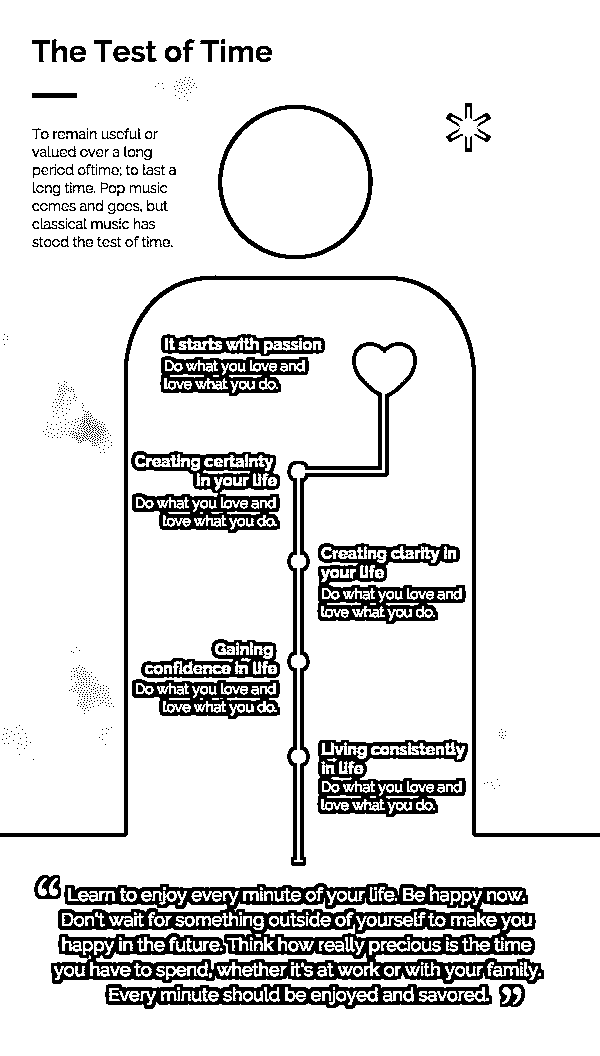 The Test of Time
To remain useful or
valued over a long
period oftime; to last a
long time. Pop music
comes and goes, but
classical music has
stood the test of time.
It starts with passion
Do what you love and
love what you do.
Creating certainty
in your life
Do what you love and
love what you do.
Creating clarity in
your life
Do what you love and
love what you do.
Gaining
confidence in life
Do what you love and
love what you do.
Living consistently
in life
Do what you love and
love what you do.
“ Learn to enjoy every minute of your life. Be happy now.
Don't wait for something outside of yourself to make you
happy in the future. Think how really precious is the time
you have to spend, whether it's at work or with your family.
Every minute should be enjoyed and savored. ”